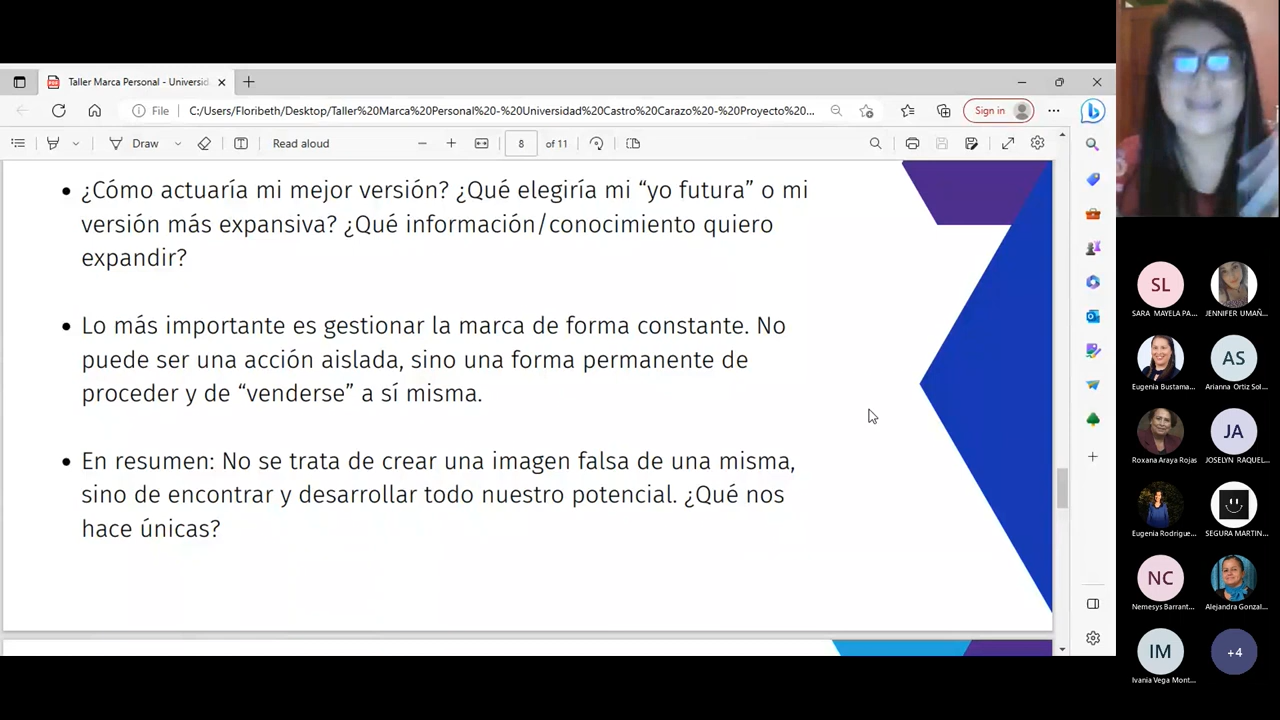 Taller Marca Personal - Universid
File
C:/Users/Floribeth/Desktop/Taller%20Marca%20Personal%20-%20Universidad%20Castro%20Carazo%20-%20Proyecto%20...
Sign in
Draw
Read aloud
8
of 11
• ¿Cómo actuaría mi mejor versión? ¿Qué elegiría mi “yo futura” o mi
versión más expansiva? ¿Qué información/conocimiento quiero
expandir?
• Lo más importante es gestionar la marca de forma constante. No
puede ser una acción aislada, sino una forma permanente de
proceder y de “venderse” a sí misma.
• En resumen: No se trata de crear una imagen falsa de una misma,
sino de encontrar y desarrollar todo nuestro potencial. ¿Qué nos
hace únicas?
SL
SARA MAYELA PA...
JENNIFER UMAÑ...
Eugenia Bustama...
AS
Arianna Ortiz Sol...
Roxana Araya Rojas
JA
JOSELYN RAQUEL...
Eugenia Rodrigue...
SEGURA MARTIN...
NC
Nemesys Barrant...
Alejandra Gonzal...
IM
Ivania Vega Mont...
+4